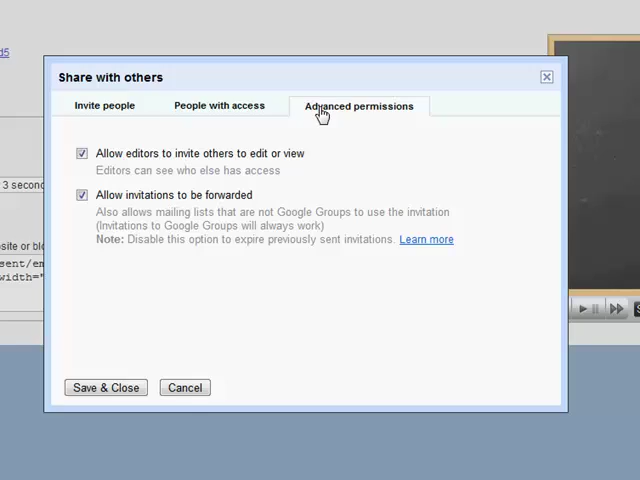 d5
Share with others
Invite people
People with access
Advanced permissions
Allow editors to invite others to edit or view
Editors can see who else has access
3 second
Allow invitations to be forwarded
Also allows mailing lists that are not Google Groups to use the invitation
(Invitations to Google Groups will always work)
Note: Disable this option to expire previously sent invitations. Learn more
site or blo
sent/em
width="
Save & Close
Cancel